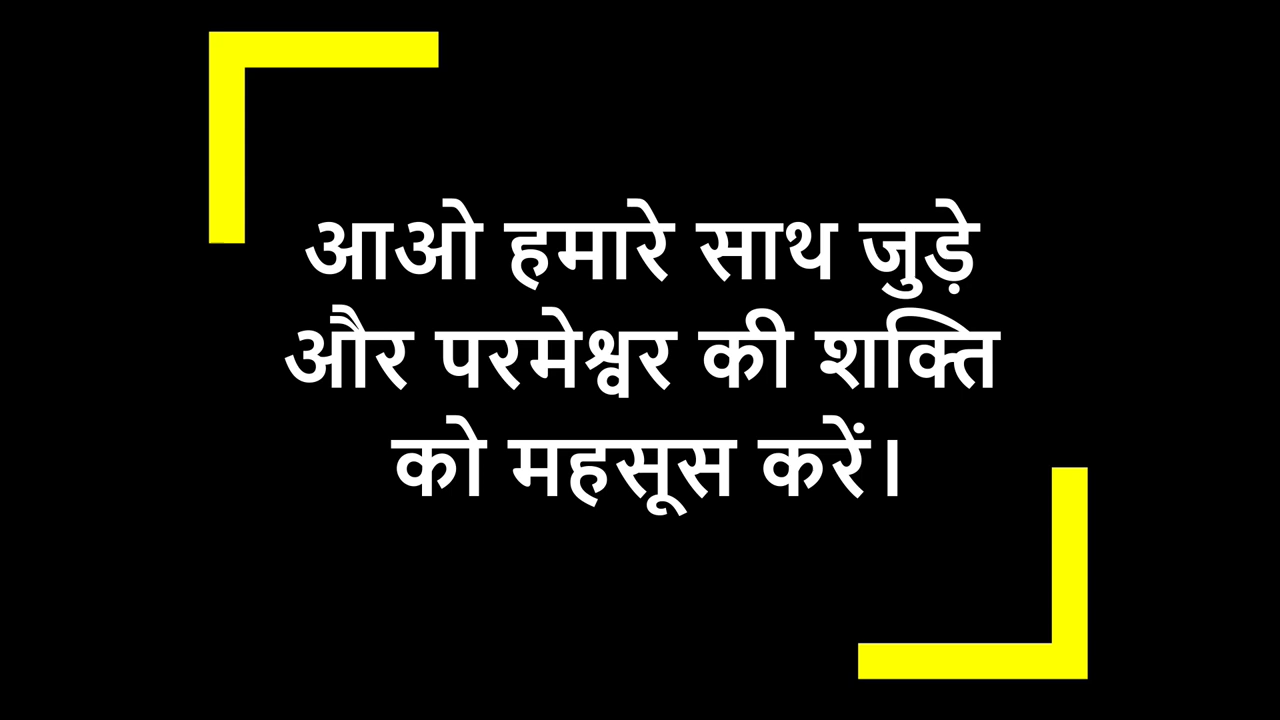 आओ हमारे साथ जुड़े
और परमेश्वर की शक्ति
को महसूस करें।